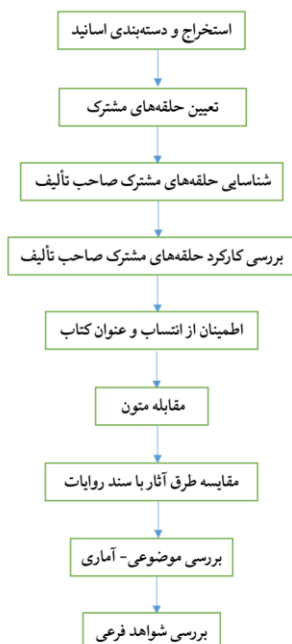 استخراج و دسته‌بندی اسانید
تعیین حلقه‌های مشترک
شناسایی حلقه‌های مشترک صاحب تألیف
بررسی کارکرد حلقه‌های مشترک صاحب تألیف
اطمینان از انتساب و عنوان کتاب
مقابله متون
مقایسه طرق آثار با سند روایات
بررسی موضوعی- آماری
بررسی شواهد فرعی